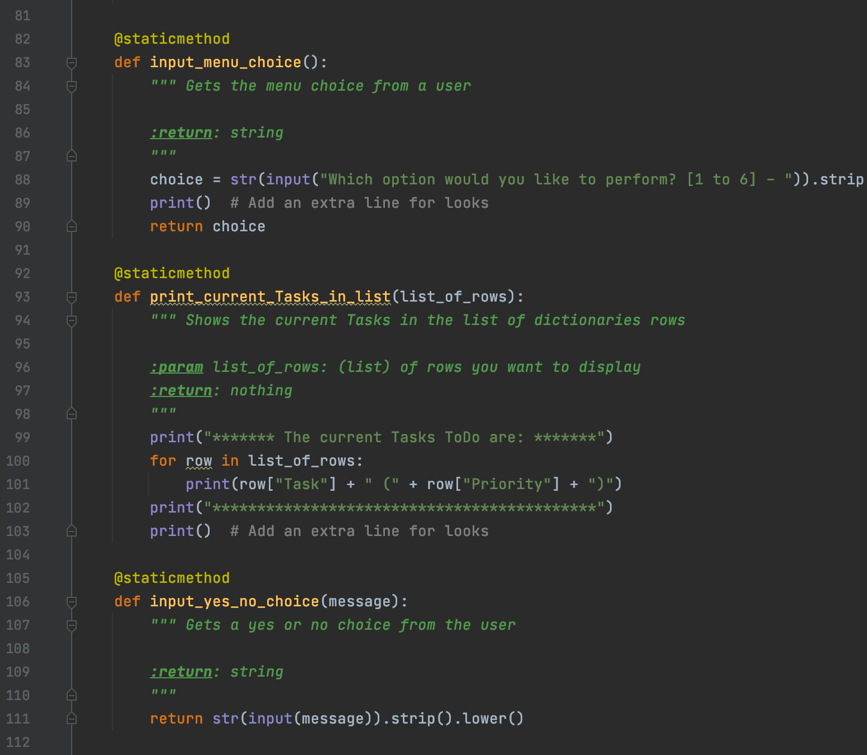 81
82 @staticmethod
83 def input_menu_choice():
84 """ Gets the menu choice from a user
85
86 :return: string
87 """
88 choice = str(input("Which option would you like to perform? [1 to 6] - ")).strip
89 print()  # Add an extra line for looks
90 return choice
91
92 @staticmethod
93 def print_current_Tasks_in_list(list_of_rows):
94 """ Shows the current Tasks in the list of dictionaries rows
95
96 :param list_of_rows: (list) of rows you want to display
97 :return: nothing
98 """
99 print("******* The current Tasks ToDo are: *******")
100 for row in list_of_rows:
101 print(row["Task"] + " (" + row["Priority"] + ")")
102 print("*******************************************")
103 print()  # Add an extra line for looks
104
105 @staticmethod
106 def input_yes_no_choice(message):
107 """ Gets a yes or no choice from the user
108
109 :return: string
110 """
111 return str(input(message)).strip().lower()
112